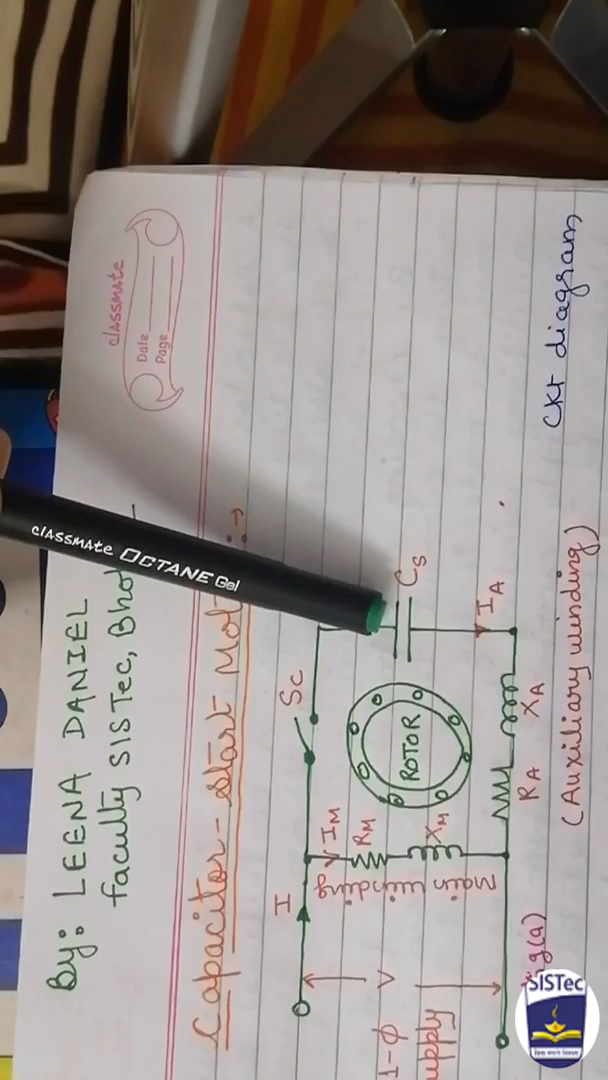 classmate
Date
Page
By: LEENA DANIEL
faculty SISTec, Bho
classmate OCTANE Gel
Capacitor-Start Mot :→
I
Sc
IM
RM
XM
Main winding
ROTOR
Cs
IA
1-φ
V
upply
RA XA
(Auxiliary winding)
g(a)
Ckt diagram
SISTec